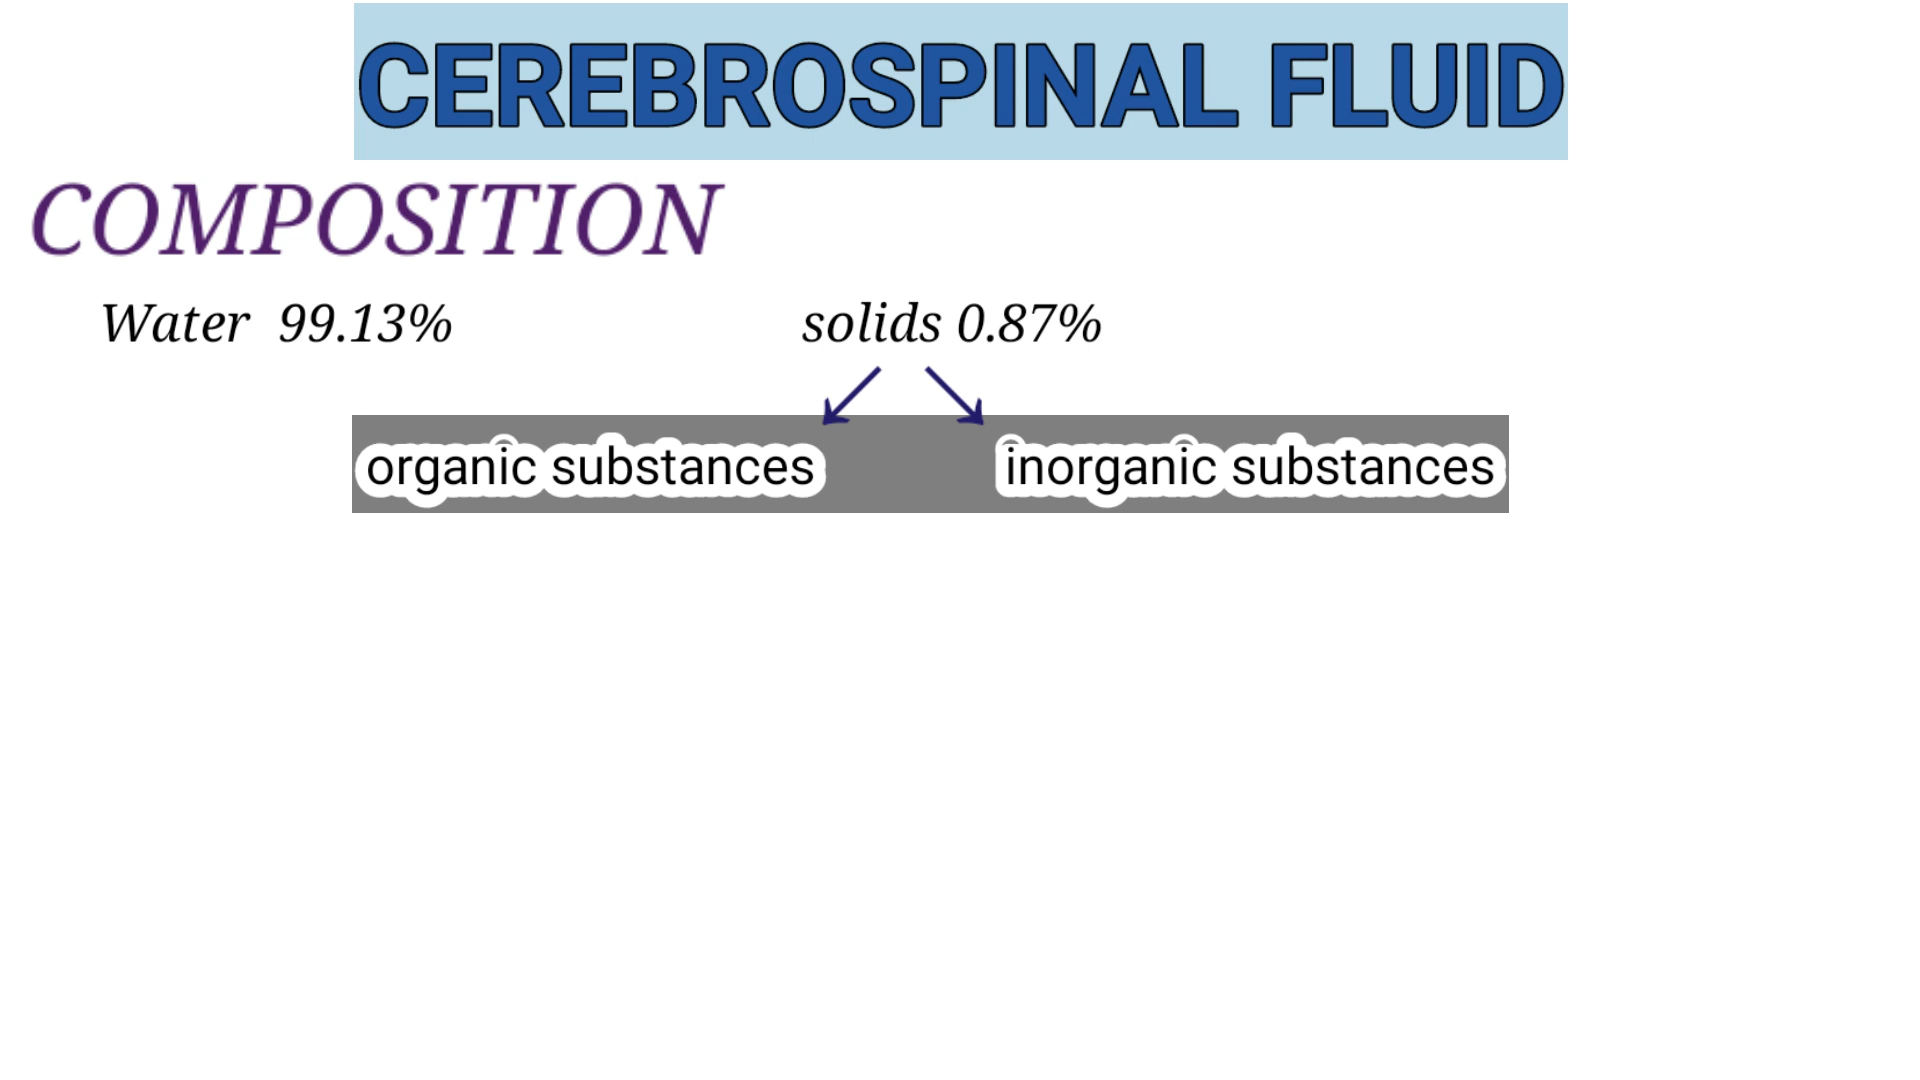 CEREBROSPINAL FLUID
COMPOSITION
Water 99.13% solids 0.87%
organic substances inorganic substances